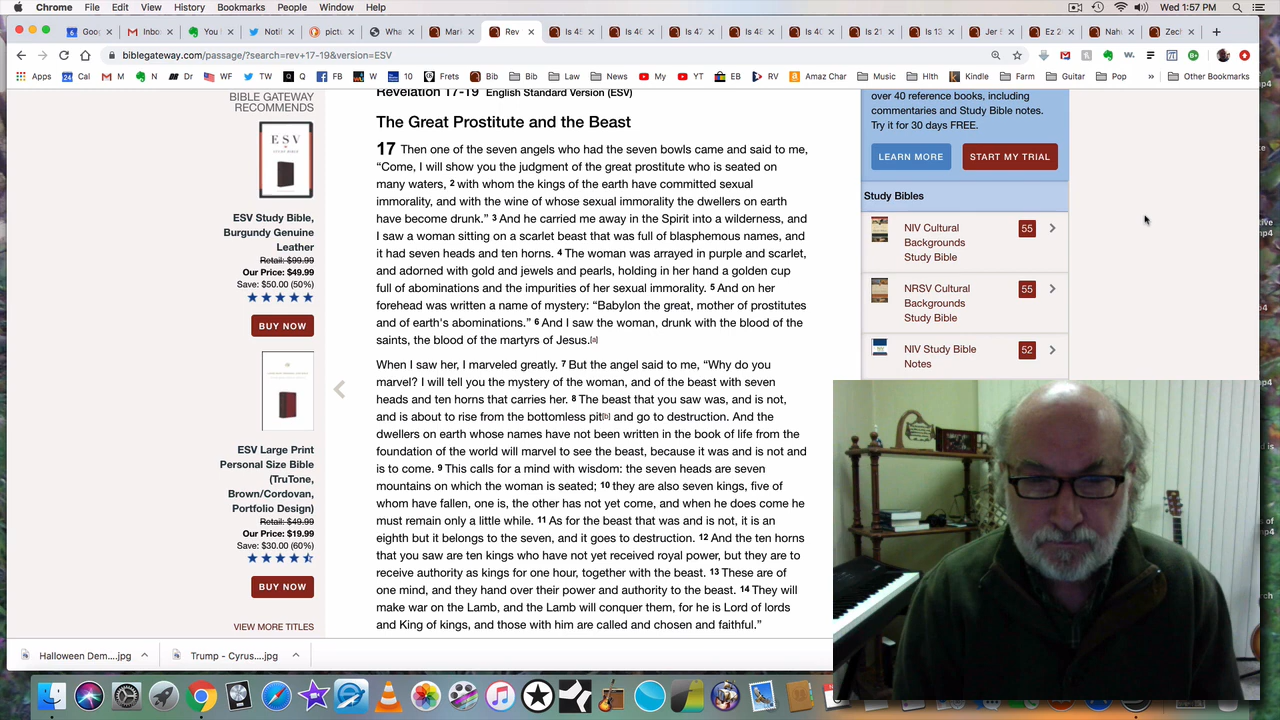 Chrome File Edit View History Bookmarks People Window Help Wed 1:57 PM
Goo Inbo You Notif pictu Wha Mari Rev Is 45 Is 46 Is 47 Is 48 Is 40 Is 21 Is 13 Jer 5 Ez 2 Nah Zech
biblegateway.com/passage/?search=rev+17-19&version=ESV
Apps Cal M N Dr WF TW Q FB W 10 Frets Bib Bib Law News My YT EB RV Amaz Char Music Hlth Kindle Farm Guitar Pop » Other Bookmarks
BIBLE GATEWAY
RECOMMENDS
ESV
ESV Study Bible,
Burgundy Genuine
Leather
Retail: $99.99
Our Price: $49.99
Save: $50.00 (50%)
BUY NOW
ESV Large Print
Personal Size Bible
(TruTone,
Brown/Cordovan,
Portfolio Design)
Retail: $49.99
Our Price: $19.99
Save: $30.00 (60%)
BUY NOW
VIEW MORE TITLES
Revelation 17-19 English Standard Version (ESV)
The Great Prostitute and the Beast
17 Then one of the seven angels who had the seven bowls came and said to me,
“Come, I will show you the judgment of the great prostitute who is seated on
many waters, 2 with whom the kings of the earth have committed sexual
immorality, and with the wine of whose sexual immorality the dwellers on earth
have become drunk.” 3 And he carried me away in the Spirit into a wilderness, and
I saw a woman sitting on a scarlet beast that was full of blasphemous names, and
it had seven heads and ten horns. 4 The woman was arrayed in purple and scarlet,
and adorned with gold and jewels and pearls, holding in her hand a golden cup
full of abominations and the impurities of her sexual immorality. 5 And on her
forehead was written a name of mystery: “Babylon the great, mother of prostitutes
and of earth's abominations.” 6 And I saw the woman, drunk with the blood of the
saints, the blood of the martyrs of Jesus.[a]
When I saw her, I marveled greatly. 7 But the angel said to me, “Why do you
marvel? I will tell you the mystery of the woman, and of the beast with seven
heads and ten horns that carries her. 8 The beast that you saw was, and is not,
and is about to rise from the bottomless pit[b] and go to destruction. And the
dwellers on earth whose names have not been written in the book of life from the
foundation of the world will marvel to see the beast, because it was and is not and
is to come. 9 This calls for a mind with wisdom: the seven heads are seven
mountains on which the woman is seated; 10 they are also seven kings, five of
whom have fallen, one is, the other has not yet come, and when he does come he
must remain only a little while. 11 As for the beast that was and is not, it is an
eighth but it belongs to the seven, and it goes to destruction. 12 And the ten horns
that you saw are ten kings who have not yet received royal power, but they are to
receive authority as kings for one hour, together with the beast. 13 These are of
one mind, and they hand over their power and authority to the beast. 14 They will
make war on the Lamb, and the Lamb will conquer them, for he is Lord of lords
and King of kings, and those with him are called and chosen and faithful.”
over 40 reference books, including
commentaries and Study Bible notes.
Try it for 30 days FREE.
LEARN MORE START MY TRIAL
Study Bibles
NIV Cultural
Backgrounds
Study Bible
55
NRSV Cultural
Backgrounds
Study Bible
55
NIV Study Bible
Notes
52
Halloween Dem....jpg Trump - Cyrus....jpg